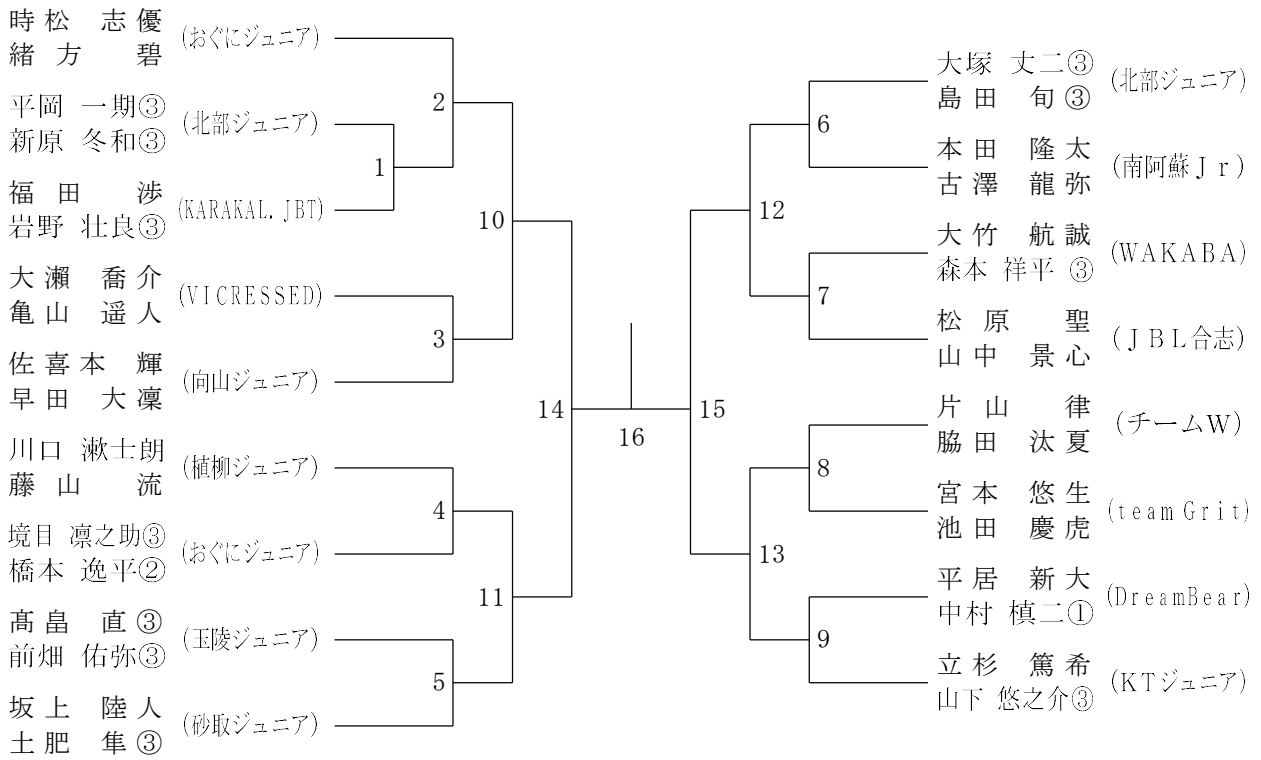 時松 志優
緒方 碧
(おぐにジュニア)
平岡 一期③
新原 冬和③
(北部ジュニア)
福田 渉
岩野 壮良③
(KARAKAL.JBT)
大瀬 喬介
亀山 遥人
(VICRESSED)
佐喜本 輝
早田 大凜
(向山ジュニア)
川口 漱士朗
藤山 流
(植柳ジュニア)
境目 凛之助③
橋本 逸平②
(おぐにジュニア)
髙畠 直③
前畑 佑弥③
(玉陵ジュニア)
坂上 陸人
土肥 隼③
(砂取ジュニア)
2
1
10
3
14
4
11
5
16
15
6
12
7
8
13
9
大塚 丈二③
島田 旬③
(北部ジュニア)
本田 隆太
古澤 龍弥
(南阿蘇Jr)
大竹 航誠
森本 祥平③
(WAKABA)
松原 聖
山中 景心
(JBL合志)
片山 律
脇田 汰夏
(チームW)
宮本 悠生
池田 慶虎
(team Grit)
平居 新大
中村 槙二①
(DreamBear)
立杉 篤希
山下 悠之介③
(KTジュニア)